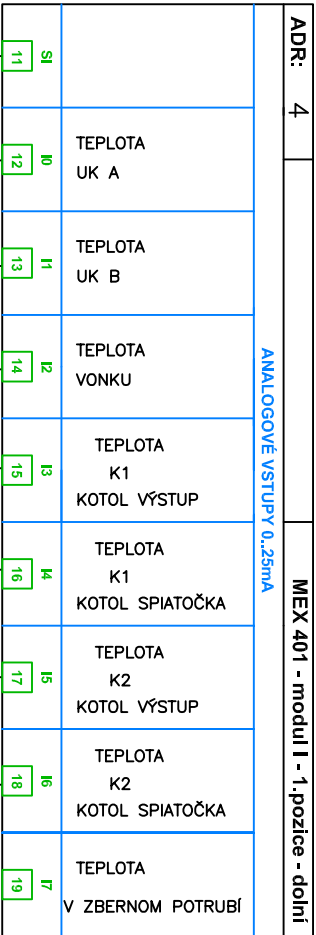 ADR: 4
MEX 401 - modul I - 1.pozice - dolní
ANALOGOVÉ VSTUPY 0..25mA
SI
11
I0
12
TEPLOTA
UK A
I1
13
TEPLOTA
UK B
I2
14
TEPLOTA
VONKU
I3
15
TEPLOTA
K1
KOTOL VÝSTUP
I4
16
TEPLOTA
K1
KOTOL SPIATOČKA
I5
17
TEPLOTA
K2
KOTOL VÝSTUP
I6
18
TEPLOTA
K2
KOTOL SPIATOČKA
I7
19
TEPLOTA
V ZBERNOM POTRUBÍ